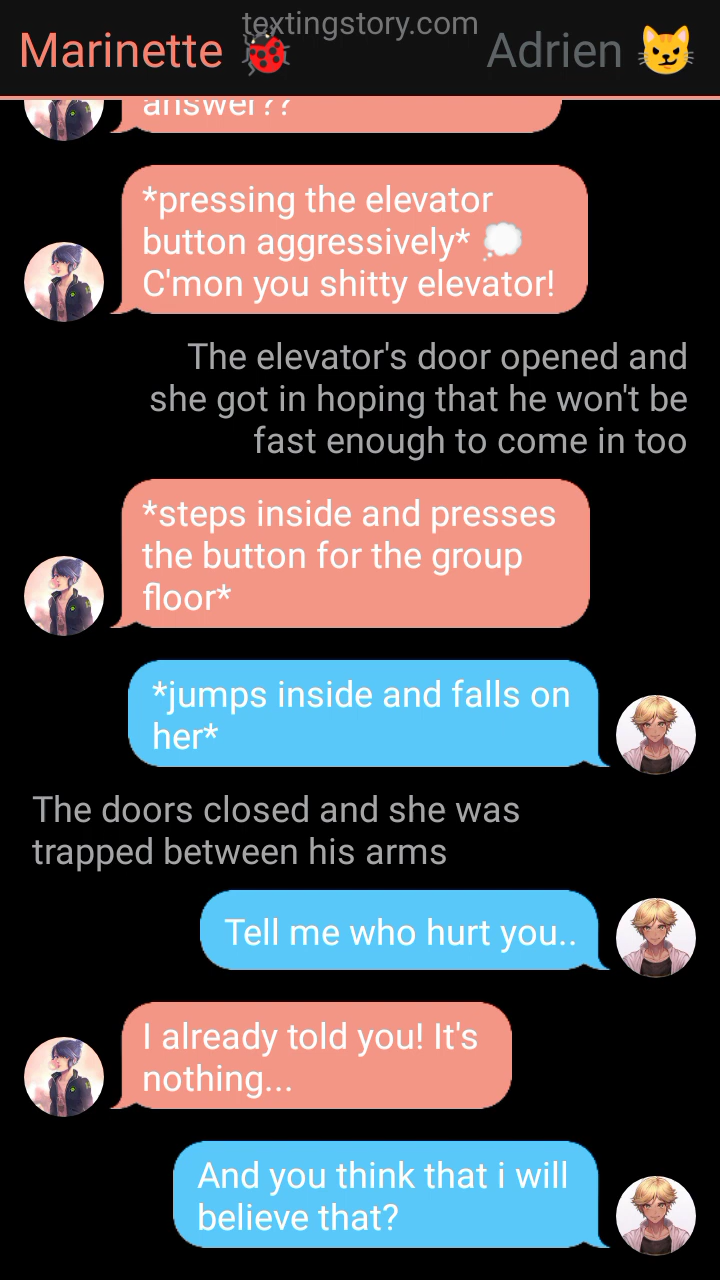 textingstory.com
Marinette 🐞 Adrien 😼
answer??
*pressing the elevator
button aggressively* 💭
C'mon you shitty elevator!
The elevator's door opened and
she got in hoping that he won't be
fast enough to come in too
*steps inside and presses
the button for the group
floor*
*jumps inside and falls on
her*
The doors closed and she was
trapped between his arms
Tell me who hurt you..
I already told you! It's
nothing...
And you think that i will
believe that?